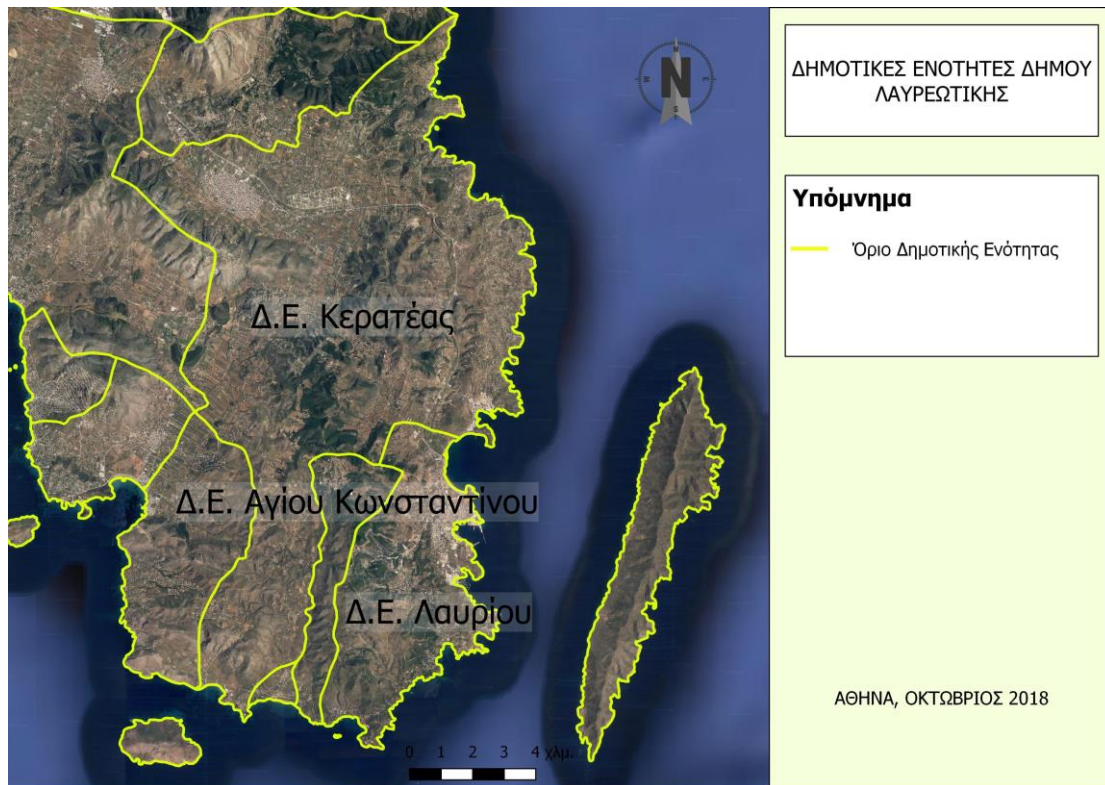 ΔΗΜΟΤΙΚΕΣ ΕΝΟΤΗΤΕΣ ΔΗΜΟΥ
ΛΑΥΡΕΩΤΙΚΗΣ
Υπόμνημα
Όριο Δημοτικής Ενότητας
N
N
W
E
S
Δ.Ε. Κερατέας
Δ.Ε. Αγίου Κωνσταντίνου
Δ.Ε. Λαυρίου
0 1 2 3 4 χλμ.
ΑΘΗΝΑ, ΟΚΤΩΒΡΙΟΣ 2018